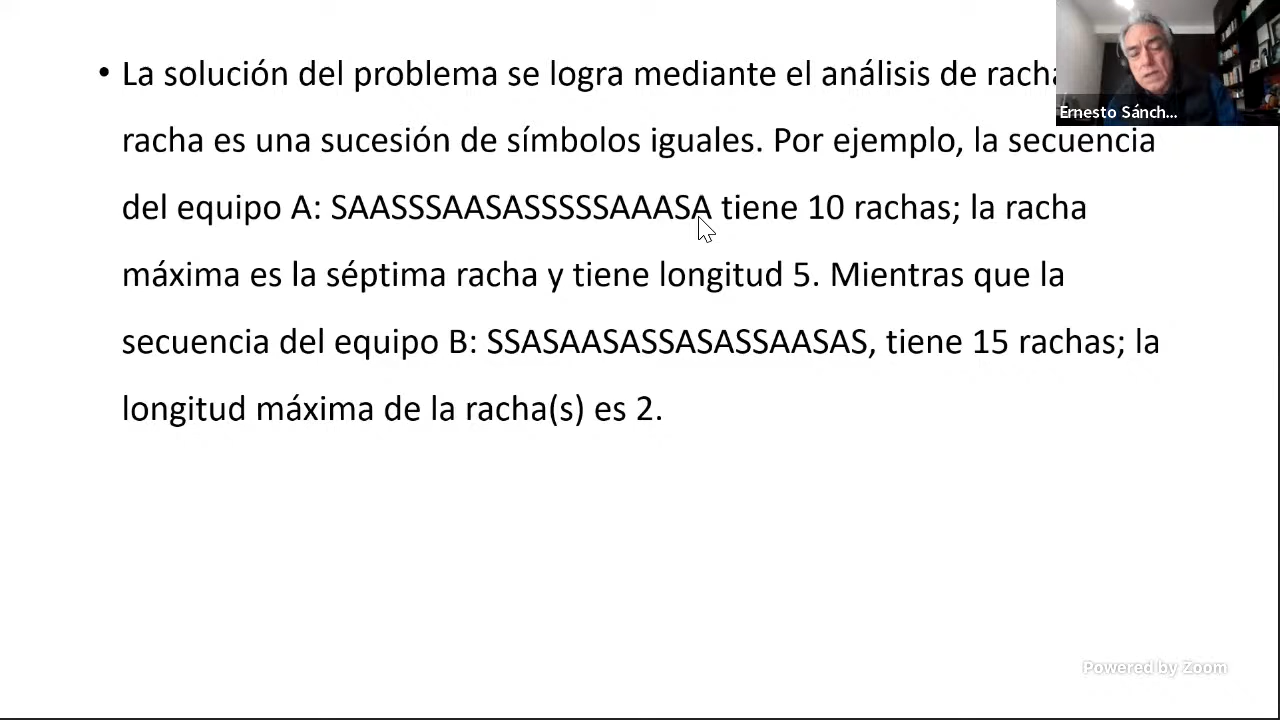 • La solución del problema se logra mediante el análisis de
racha es una sucesión de símbolos iguales. Por ejemplo, la secuencia
del equipo A: SAASSSAASASSSSSAAASA tiene 10 rachas; la racha
máxima es la séptima racha y tiene longitud 5. Mientras que la
secuencia del equipo B: SSASAASASSASASSAASAS, tiene 15 rachas; la
longitud máxima de la racha(s) es 2.
Ernesto Sánch...
Powered by Zoom